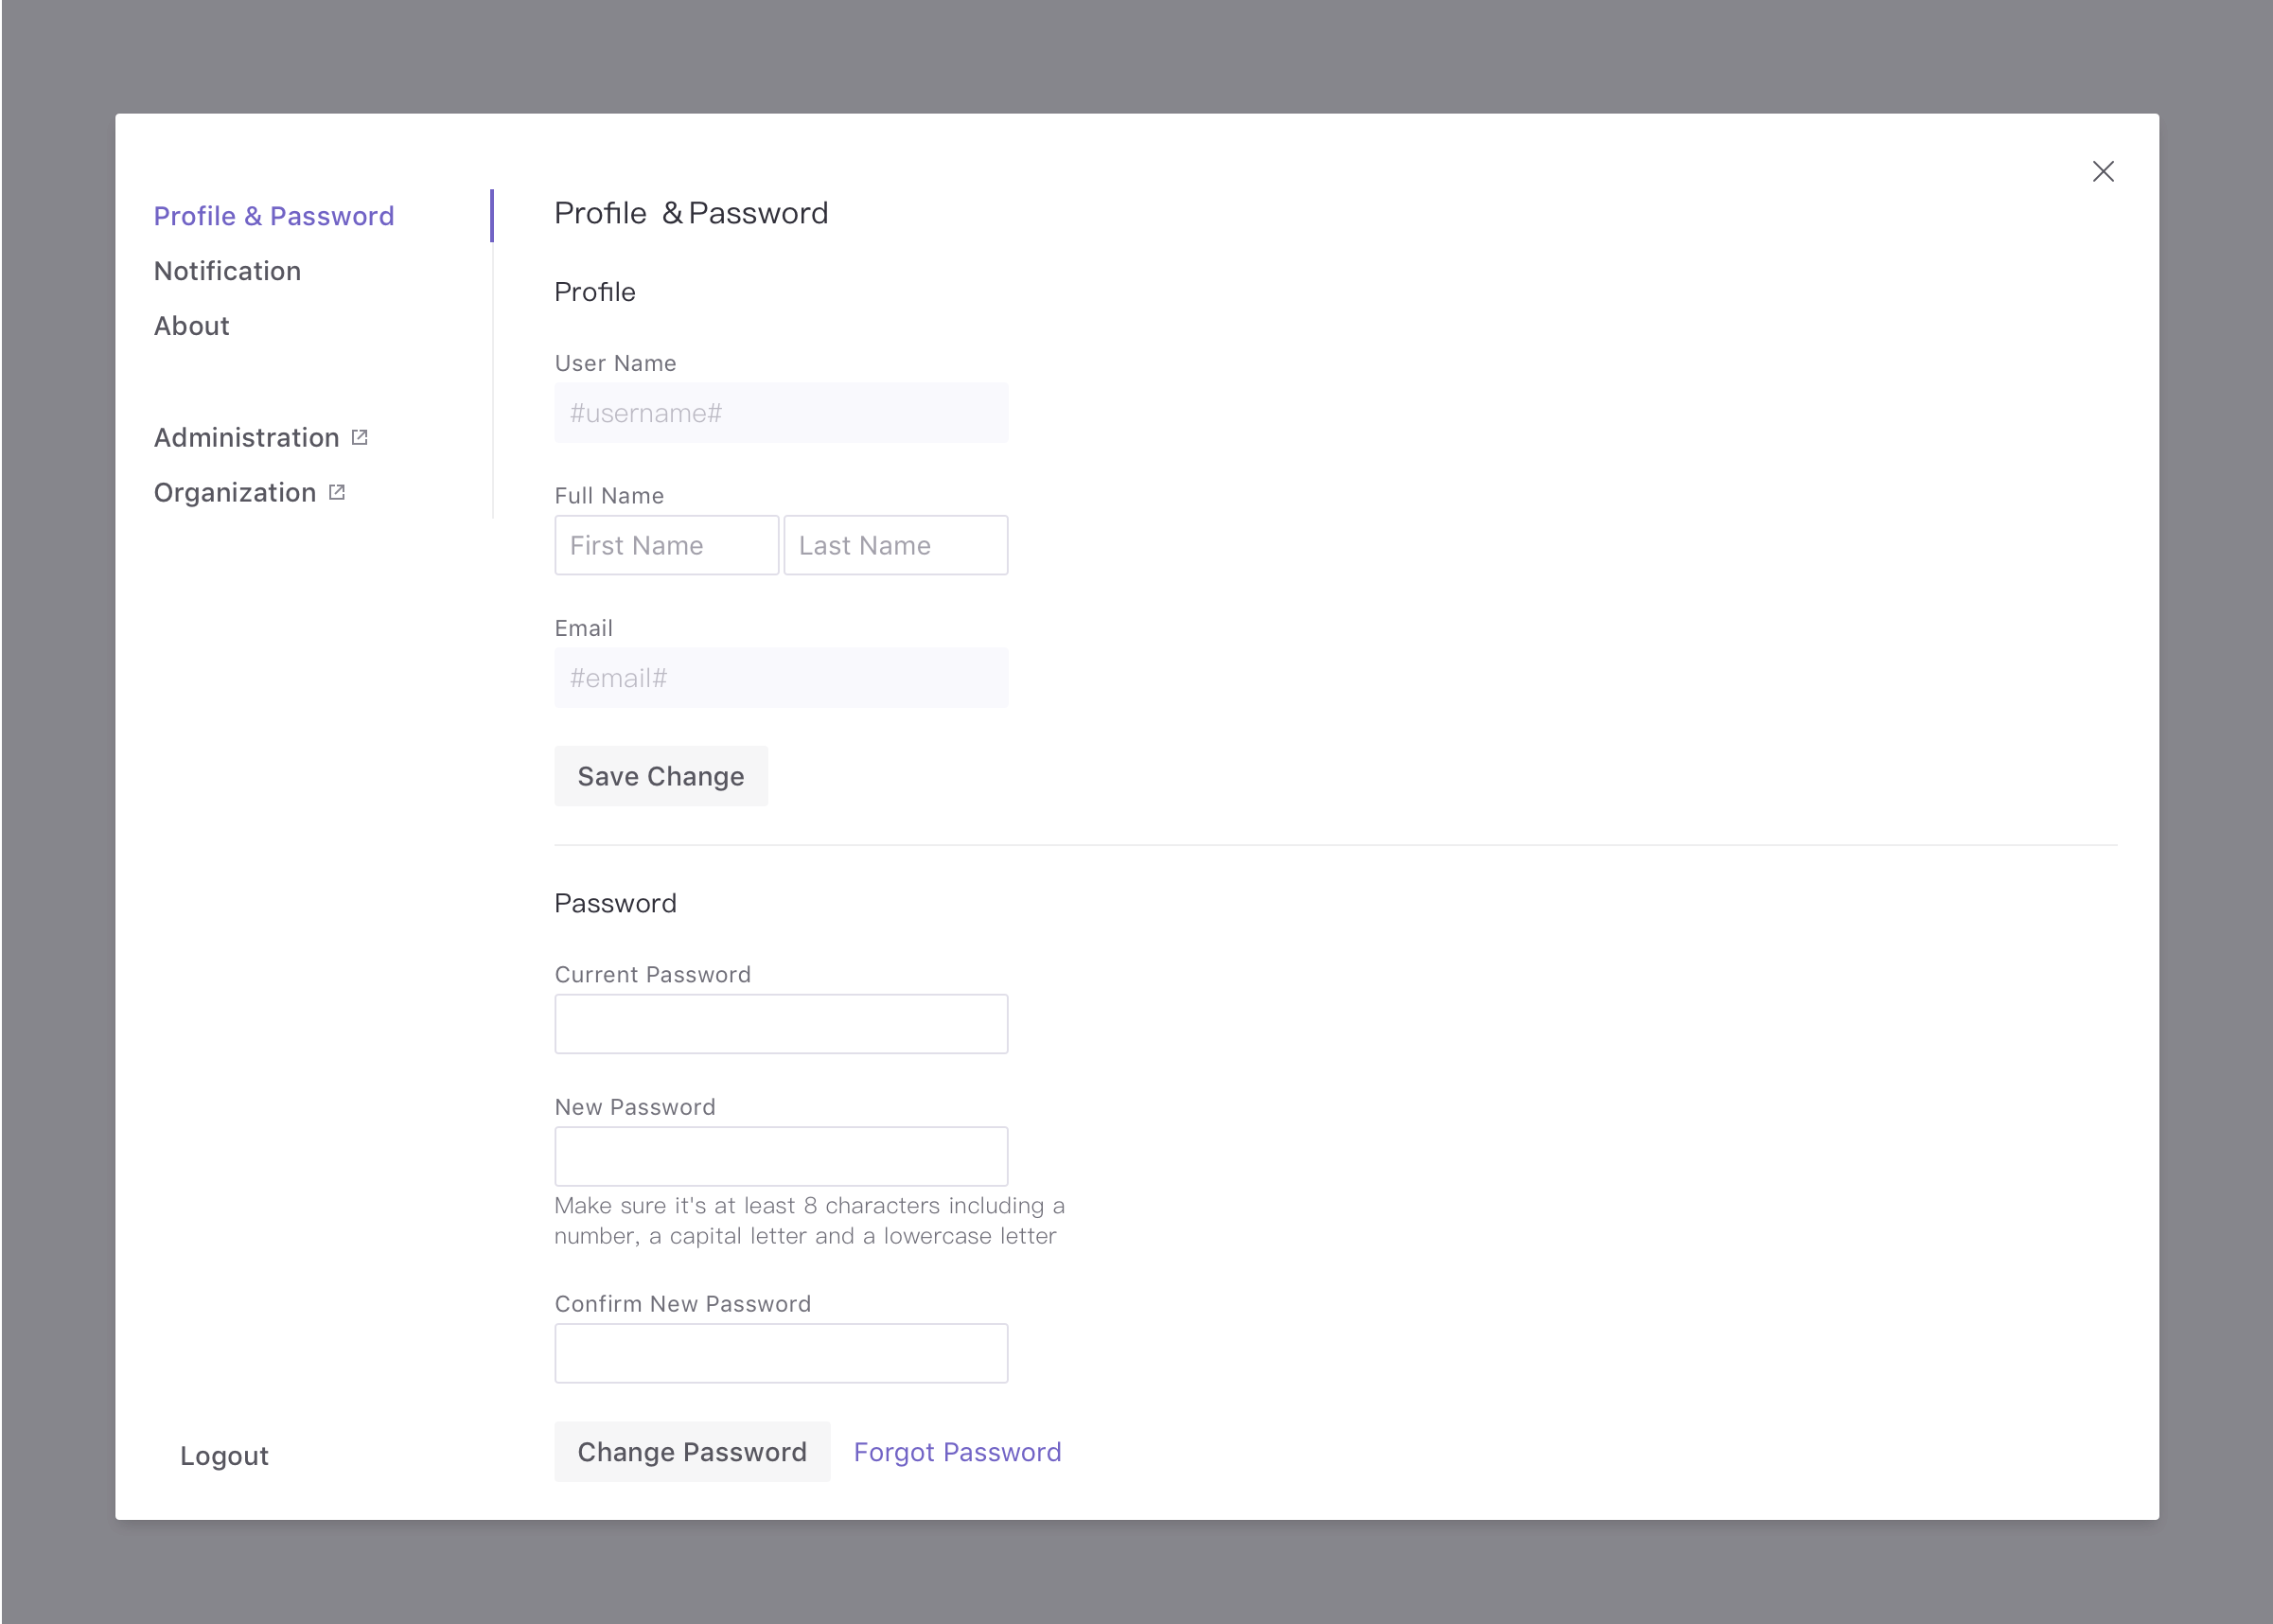 Profile & Password
Notification
About
Administration
Organization
Logout
Profile & Password
Profile
User Name
#username#
Full Name
First Name Last Name
Email
#email#
Save Change
Password
Current Password
New Password
Make sure it's at least 8 characters including a
number, a capital letter and a lowercase letter
Confirm New Password
Change Password Forgot Password